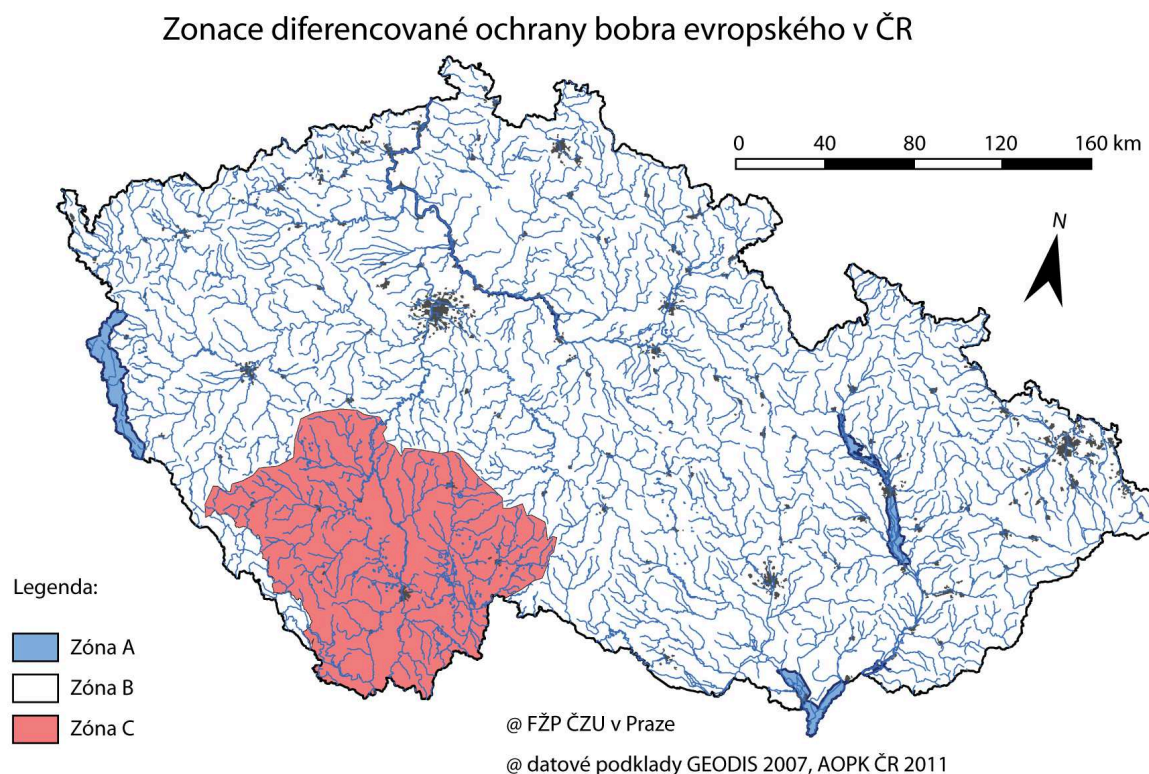 Zonace diferencované ochrany bobra evropského v ČR
0 40 80 120 160 km
N
Legenda:
Zóna A
Zóna B
Zóna C
@ FŽP ČZU v Praze
@ datové podklady GEODIS 2007, AOPK ČR 2011